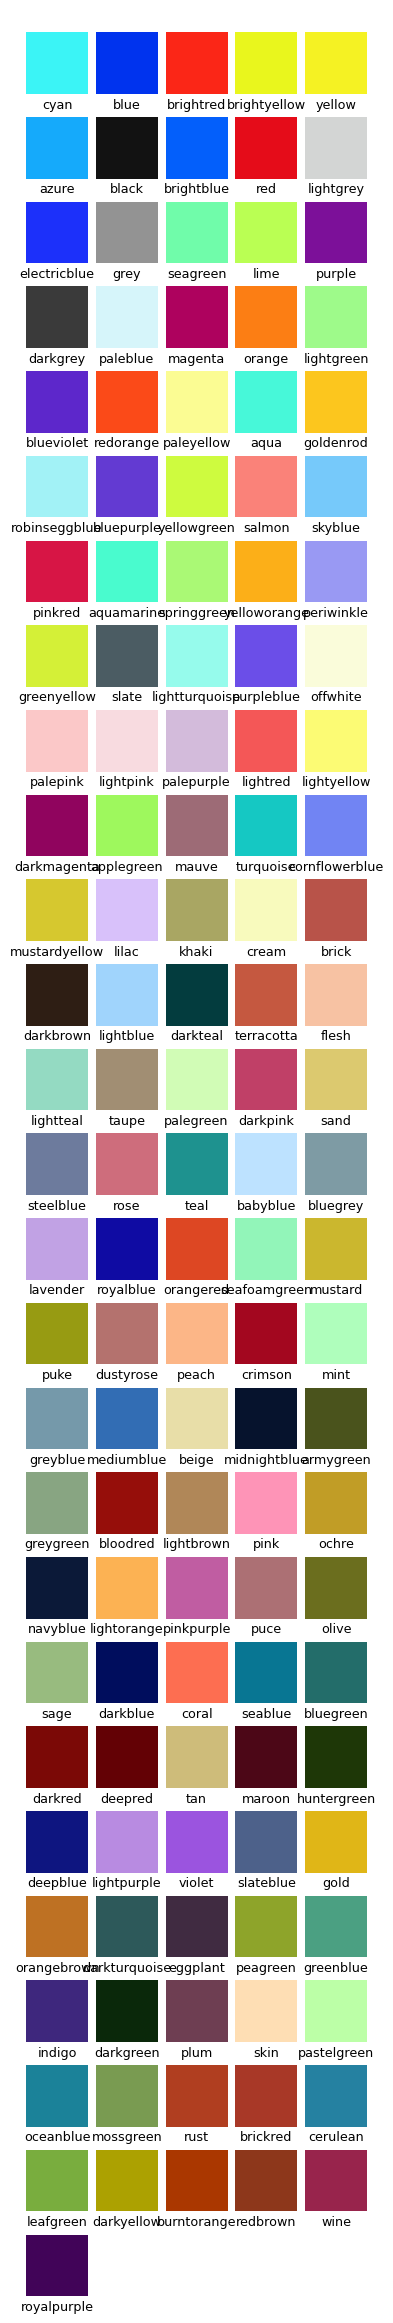 cyan blue brightred brightyellow yellow
azure black brightblue red lightgrey
electricblue grey seagreen lime purple
darkgrey paleblue magenta orange lightgreen
blueviolet redorange paleyellow aqua goldenrod
robinseggblue bluepurple yellowgreen salmon skyblue
pinkred aquamarine springgreen yelloworange periwinkle
greenyellow slate lightturquoise purpleblue offwhite
palepink lightpink palepurple lightred lightyellow
darkmagenta applegreen mauve turquoise cornflowerblue
mustardyellow lilac khaki cream brick
darkbrown lightblue darkteal terracotta flesh
lightteal taupe palegreen darkpink sand
steelblue rose teal babyblue bluegrey
lavender royalblue orangered seafoamgreen mustard
puke dustyrose peach crimson mint
greyblue mediumblue beige midnightblue armygreen
greygreen bloodred lightbrown pink ochre
navyblue lightorange pinkpurple puce olive
sage darkblue coral seablue bluegreen
darkred deepred tan maroon huntergreen
deepblue lightpurple violet slateblue gold
orangebrown darkturquoise eggplant peagreen greenblue
indigo darkgreen plum skin pastelgreen
oceanblue mossgreen rust brickred cerulean
leafgreen darkyellow burntorange redbrown wine
royalpurple